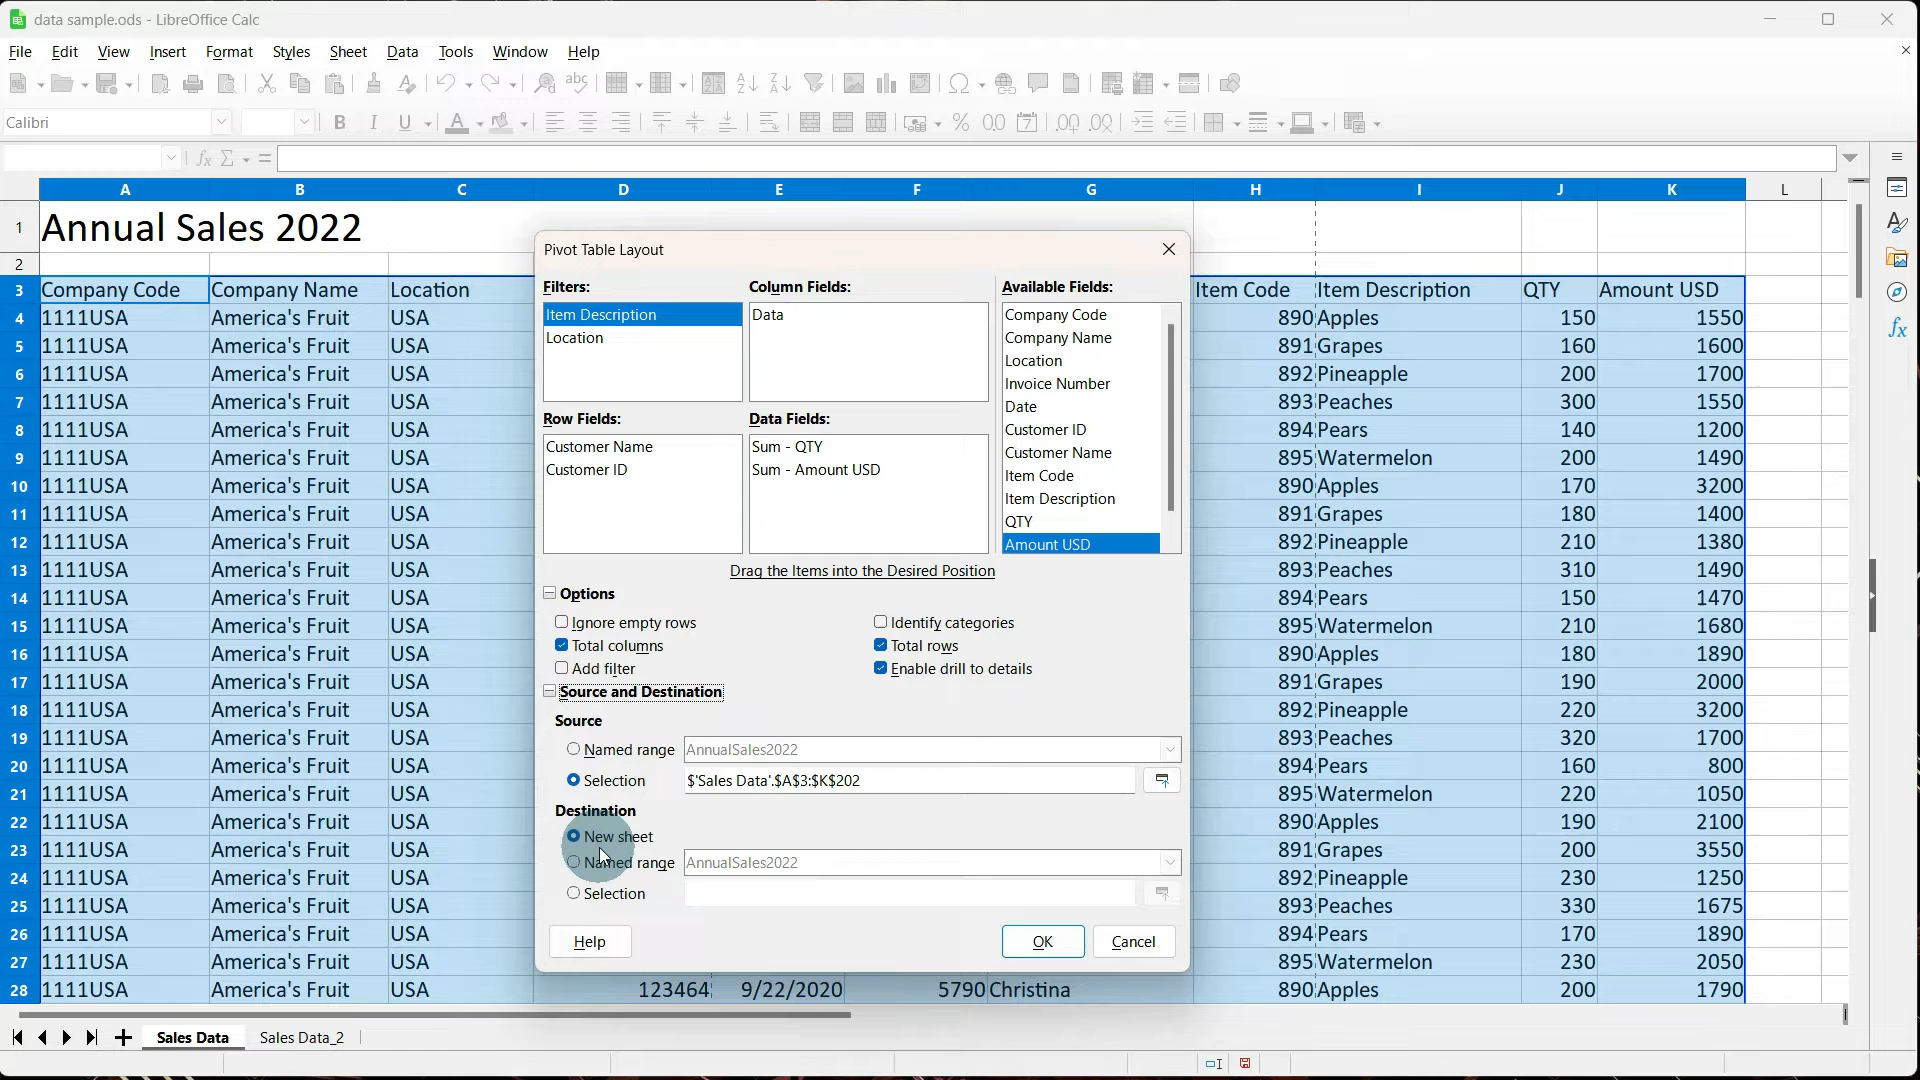 data sample.ods - LibreOffice Calc
File Edit View Insert Format Styles Sheet Data Tools Window Help
Calibri
A B C D E F G H I J K L
1 Annual Sales 2022
2
3 Company Code Company Name Location Item Code Item Description QTY Amount USD
4 1111USA America's Fruit USA 890 Apples 150 1550
5 1111USA America's Fruit USA 891 Grapes 160 1600
6 1111USA America's Fruit USA 892 Pineapple 200 1700
7 1111USA America's Fruit USA 893 Peaches 300 1550
8 1111USA America's Fruit USA 894 Pears 140 1200
9 1111USA America's Fruit USA 895 Watermelon 200 1490
10 1111USA America's Fruit USA 890 Apples 170 3200
11 1111USA America's Fruit USA 891 Grapes 180 1400
12 1111USA America's Fruit USA 892 Pineapple 210 1380
13 1111USA America's Fruit USA 893 Peaches 310 1490
14 1111USA America's Fruit USA 894 Pears 150 1470
15 1111USA America's Fruit USA 895 Watermelon 210 1680
16 1111USA America's Fruit USA 890 Apples 180 1890
17 1111USA America's Fruit USA 891 Grapes 190 2000
18 1111USA America's Fruit USA 892 Pineapple 220 3200
19 1111USA America's Fruit USA 893 Peaches 320 1700
20 1111USA America's Fruit USA 894 Pears 160 800
21 1111USA America's Fruit USA 895 Watermelon 220 1050
22 1111USA America's Fruit USA 890 Apples 190 2100
23 1111USA America's Fruit USA 891 Grapes 200 3550
24 1111USA America's Fruit USA 892 Pineapple 230 1250
25 1111USA America's Fruit USA 893 Peaches 330 1675
26 1111USA America's Fruit USA 894 Pears 170 1890
27 1111USA America's Fruit USA 895 Watermelon 230 2050
28 1111USA America's Fruit USA 123464 9/22/2020 5790 Christina 890 Apples 200 1790
Pivot Table Layout
Filters:
Item Description
Location
Column Fields:
Data
Available Fields:
Company Code
Company Name
Location
Invoice Number
Date
Customer ID
Customer Name
Item Code
Item Description
QTY
Amount USD
Row Fields:
Customer Name
Customer ID
Data Fields:
Sum - QTY
Sum - Amount USD
Drag the Items into the Desired Position
Options
Ignore empty rows Identify categories
Total columns Total rows
Add filter Enable drill to details
Source and Destination
Source
Named range AnnualSales2022
Selection $'Sales Data'.$A$3:$K$202
Destination
New sheet
Named range AnnualSales2022
Selection
Help OK Cancel
Sales Data Sales Data_2